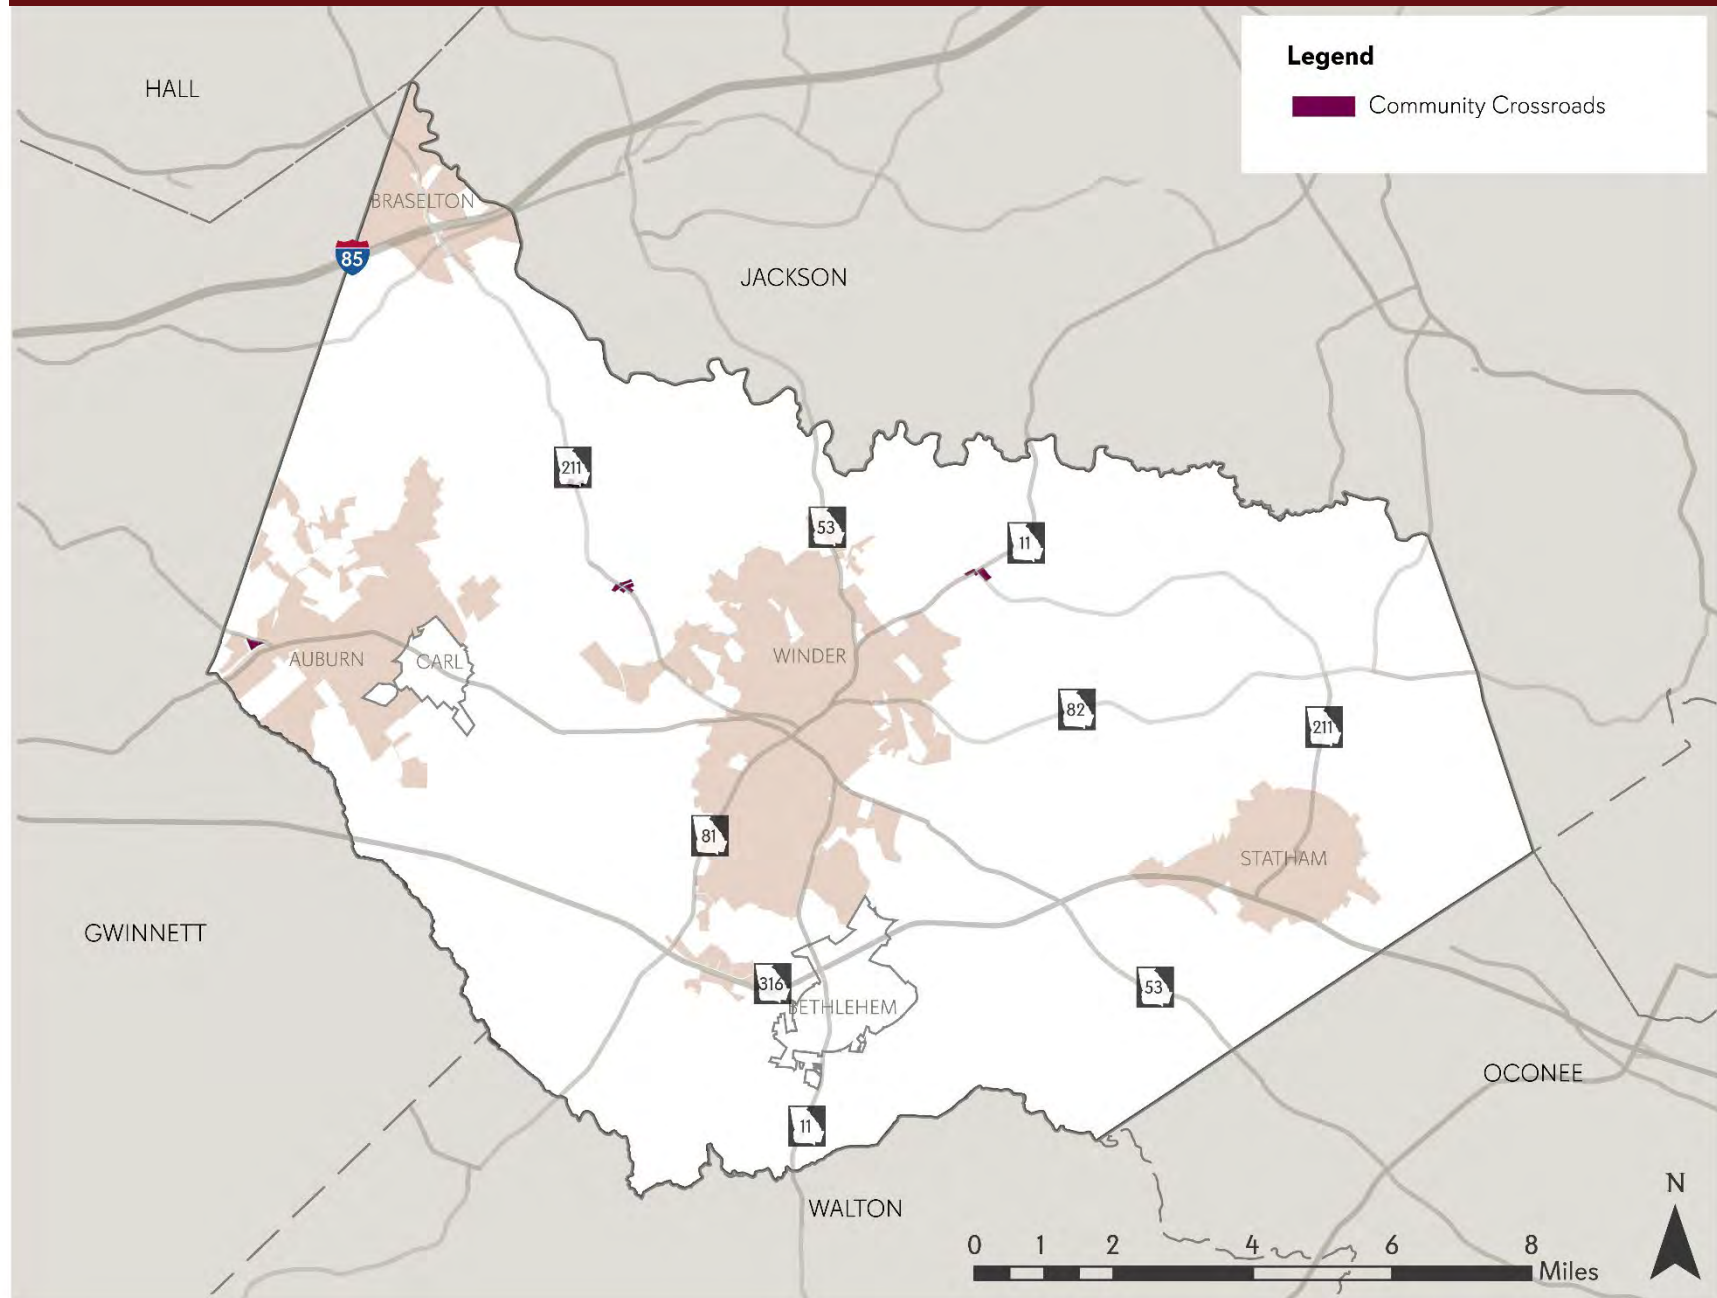 Legend
Community Crossroads
HALL
BRASELTON
85
JACKSON
211
53
11
AUBURN
CARL
WINDER
82
211
81
STATHAM
GWINNETT
316
BETHLEHEM
53
OCONEE
11
WALTON
N
0 1 2 4 6 8
Miles